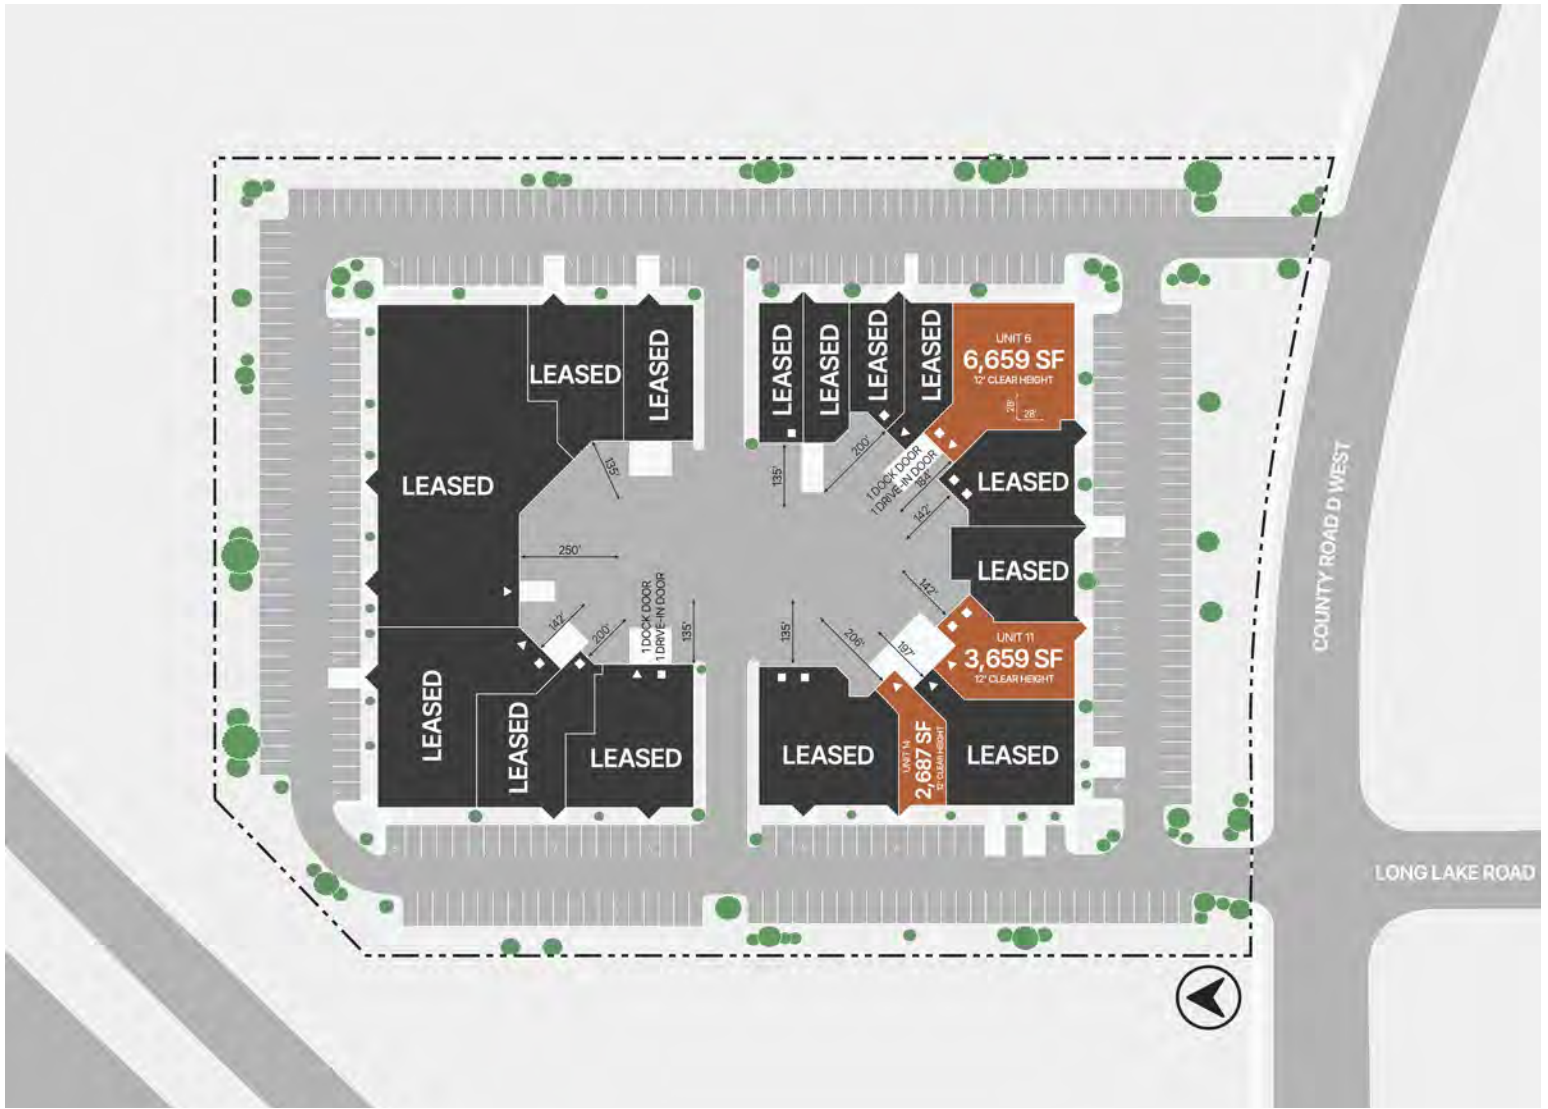 LEASED
LEASED
LEASED
LEASED
LEASED
LEASED
LEASED
UNIT 6
6,659 SF
12' CLEAR HEIGHT
28'
28'
LEASED
135'
135'
200'
1 DOCK DOOR
1 DRIVE-IN DOOR
184'
142'
LEASED
250'
LEASED
142'
200'
1 DOCK DOOR
1 DRIVE-IN DOOR
135'
135'
142'
206'
197'
UNIT 11
3,659 SF
12' CLEAR HEIGHT
LEASED
LEASED
LEASED
LEASED
UNIT 14
2,687 SF
12' CLEAR HEIGHT
LEASED
COUNTY ROAD D WEST
LONG LAKE ROAD